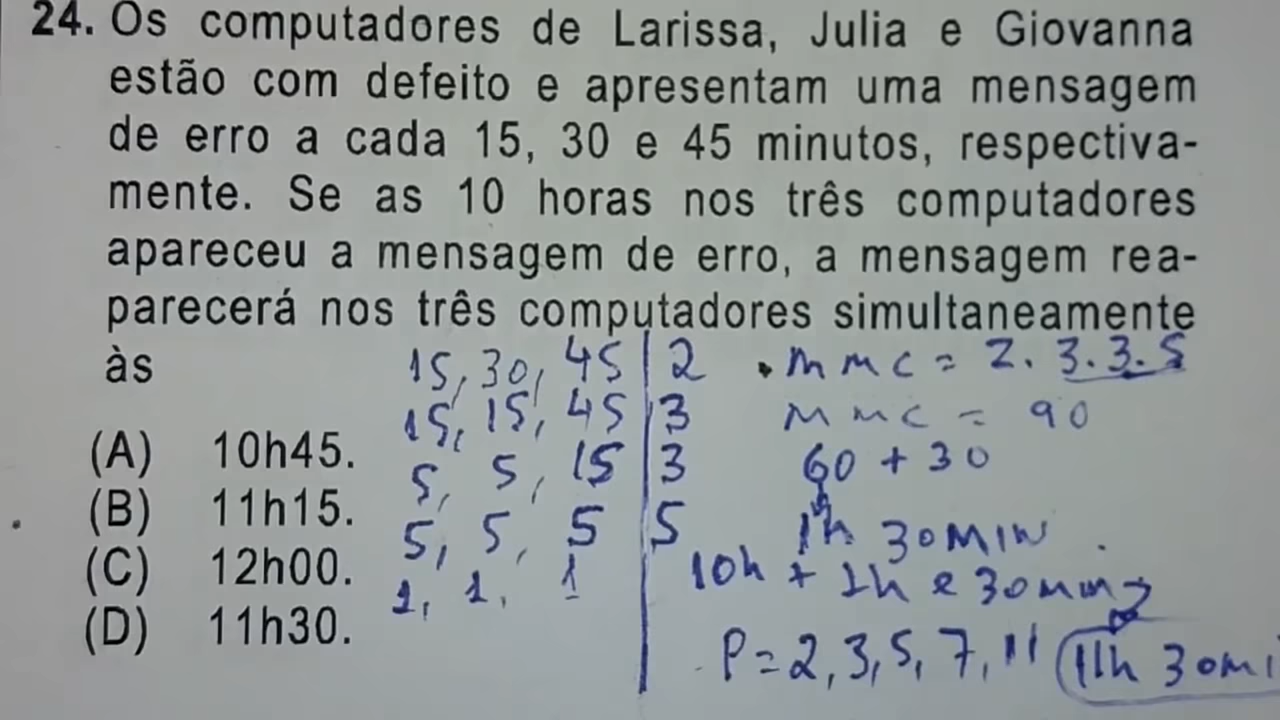 24. Os computadores de Larissa, Julia e Giovanna
estão com defeito e apresentam uma mensagem
de erro a cada 15, 30 e 45 minutos, respectiva-
mente. Se as 10 horas nos três computadores
apareceu a mensagem de erro, a mensagem rea-
parecerá nos três computadores simultaneamente
às
(A) 10h45.
(B) 11h15.
(C) 12h00.
(D) 11h30.
15, 30, 45 | 2
15, 15, 45 | 3
5, 5, 15 | 3
5, 5, 5 | 5
1, 1, 1
MMC = 2.3.3.5
MMC = 90
60 + 30
1h 30MIN
10h + 1h e 30min
P=2,3,5,7,11
11h 30mi